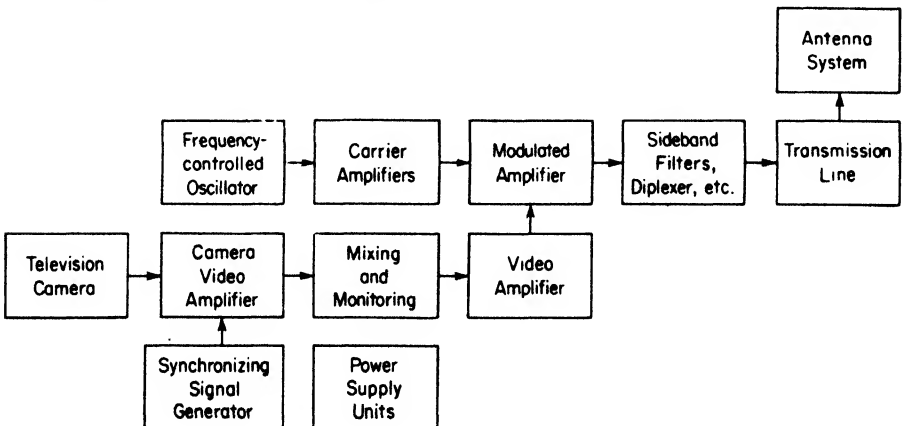 Antenna
System
Frequency-
controlled
Oscillator
Carrier
Amplifiers
Modulated
Amplifier
Sideband
Filters,
Diplexer, etc.
Transmission
Line
Television
Camera
Camera
Video
Amplifier
Mixing
and
Monitoring
Video
Amplifier
Synchronizing
Signal
Generator
Power
Supply
Units